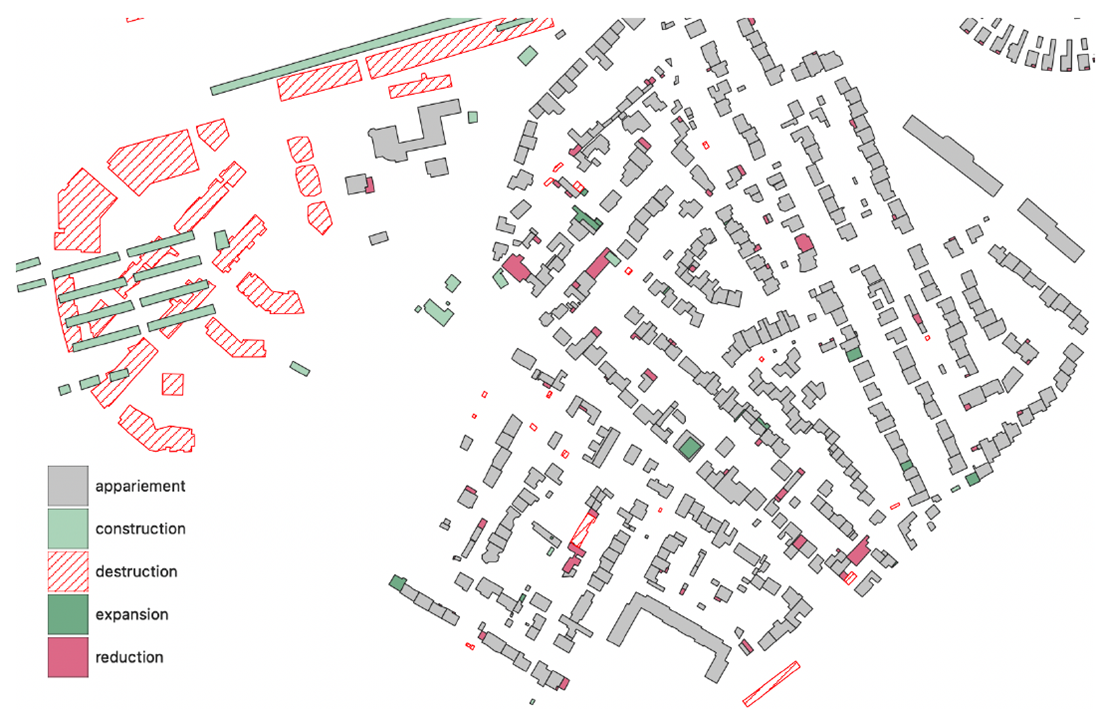 appariement
construction
destruction
expansion
reduction